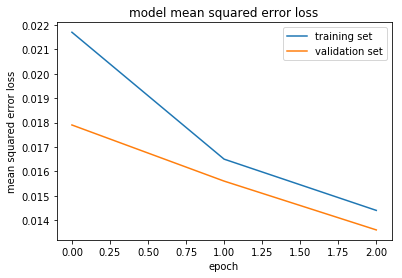 model mean squared error loss
training set
validation set
mean squared error loss
0.022
0.021
0.020
0.019
0.018
0.017
0.016
0.015
0.014
0.00 0.25 0.50 0.75 1.00 1.25 1.50 1.75 2.00
epoch